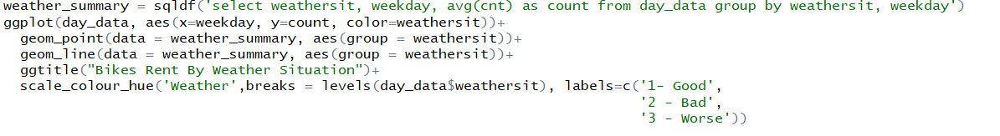 weather_summary = sqldf('select weathersit, weekday, avg(cnt) as count from day_data group by weathersit, weekday')
ggplot(day_data, aes(x=weekday, y=count, color=weathersit))+
  geom_point(data = weather_summary, aes(group = weathersit))+
  geom_line(data = weather_summary, aes(group = weathersit))+
  ggtitle("Bikes Rent By Weather Situation")+
  scale_colour_hue('Weather',breaks = levels(day_data$weathersit), labels=c('1- Good',
                                                                            '2 - Bad',
                                                                            '3 - Worse'))